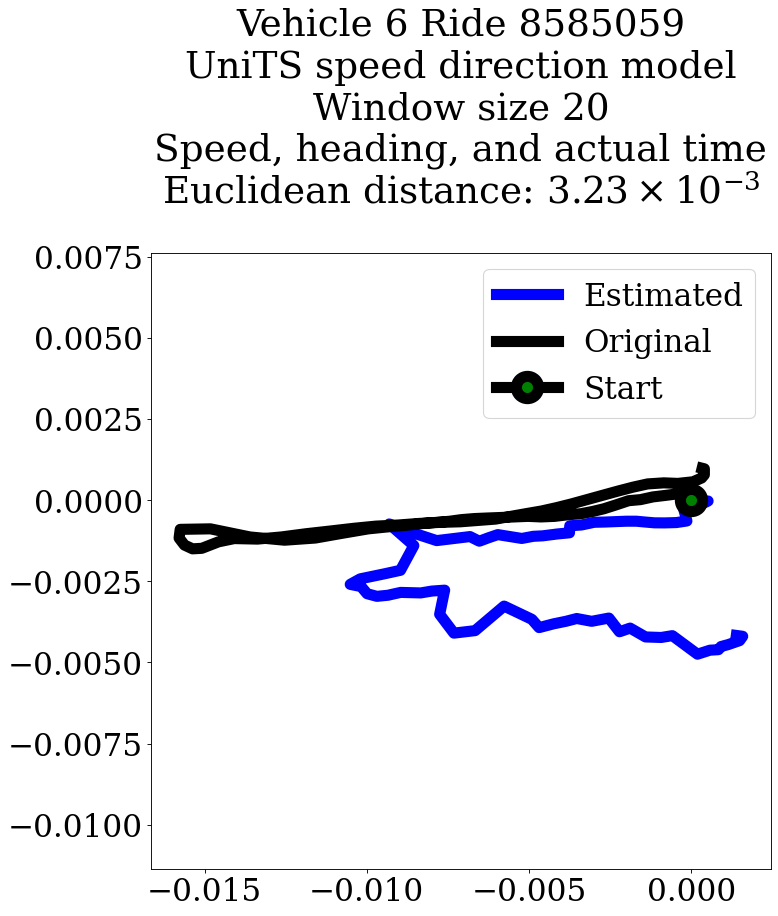 Vehicle 6 Ride 8585059
UniTS speed direction model
Window size 20
Speed, heading, and actual time
Euclidean distance: 3.23 × 10⁻³
0.0075
0.0050
0.0025
0.0000
−0.0025
−0.0050
−0.0075
−0.0100
Estimated
Original
Start
−0.015 −0.010 −0.005 0.000